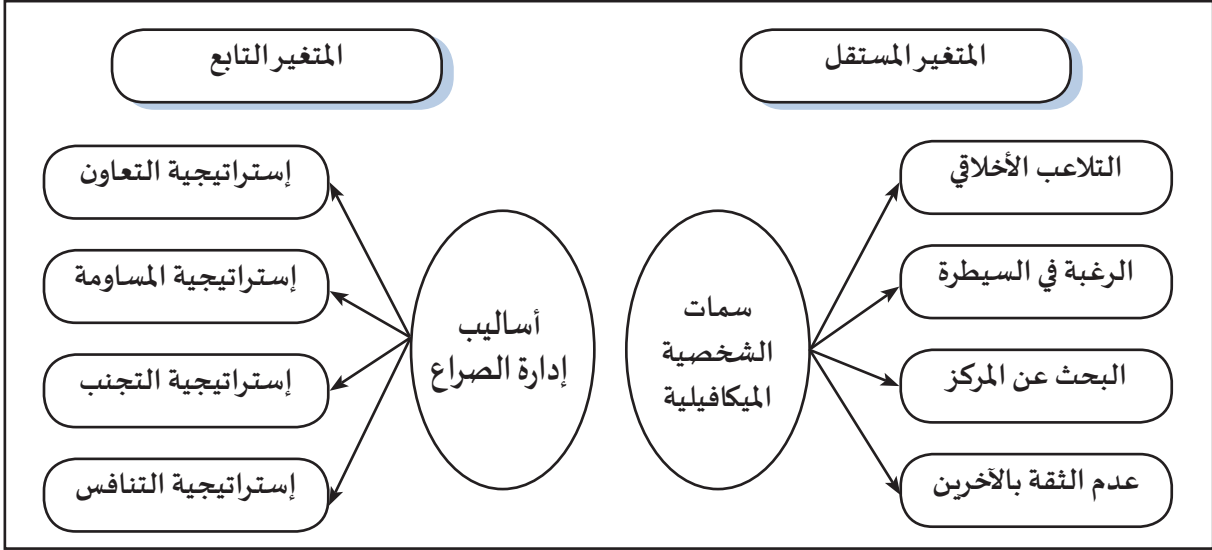 المتغير المستقل
المتغير التابع
التلاعب الأخلاقي
الرغبة في السيطرة
البحث عن المركز
عدم الثقة بالآخرين
سمات
الشخصية
الميكافيلية
أساليب
إدارة الصراع
إستراتيجية التعاون
إستراتيجية المساومة
إستراتيجية التجنب
إستراتيجية التنافس